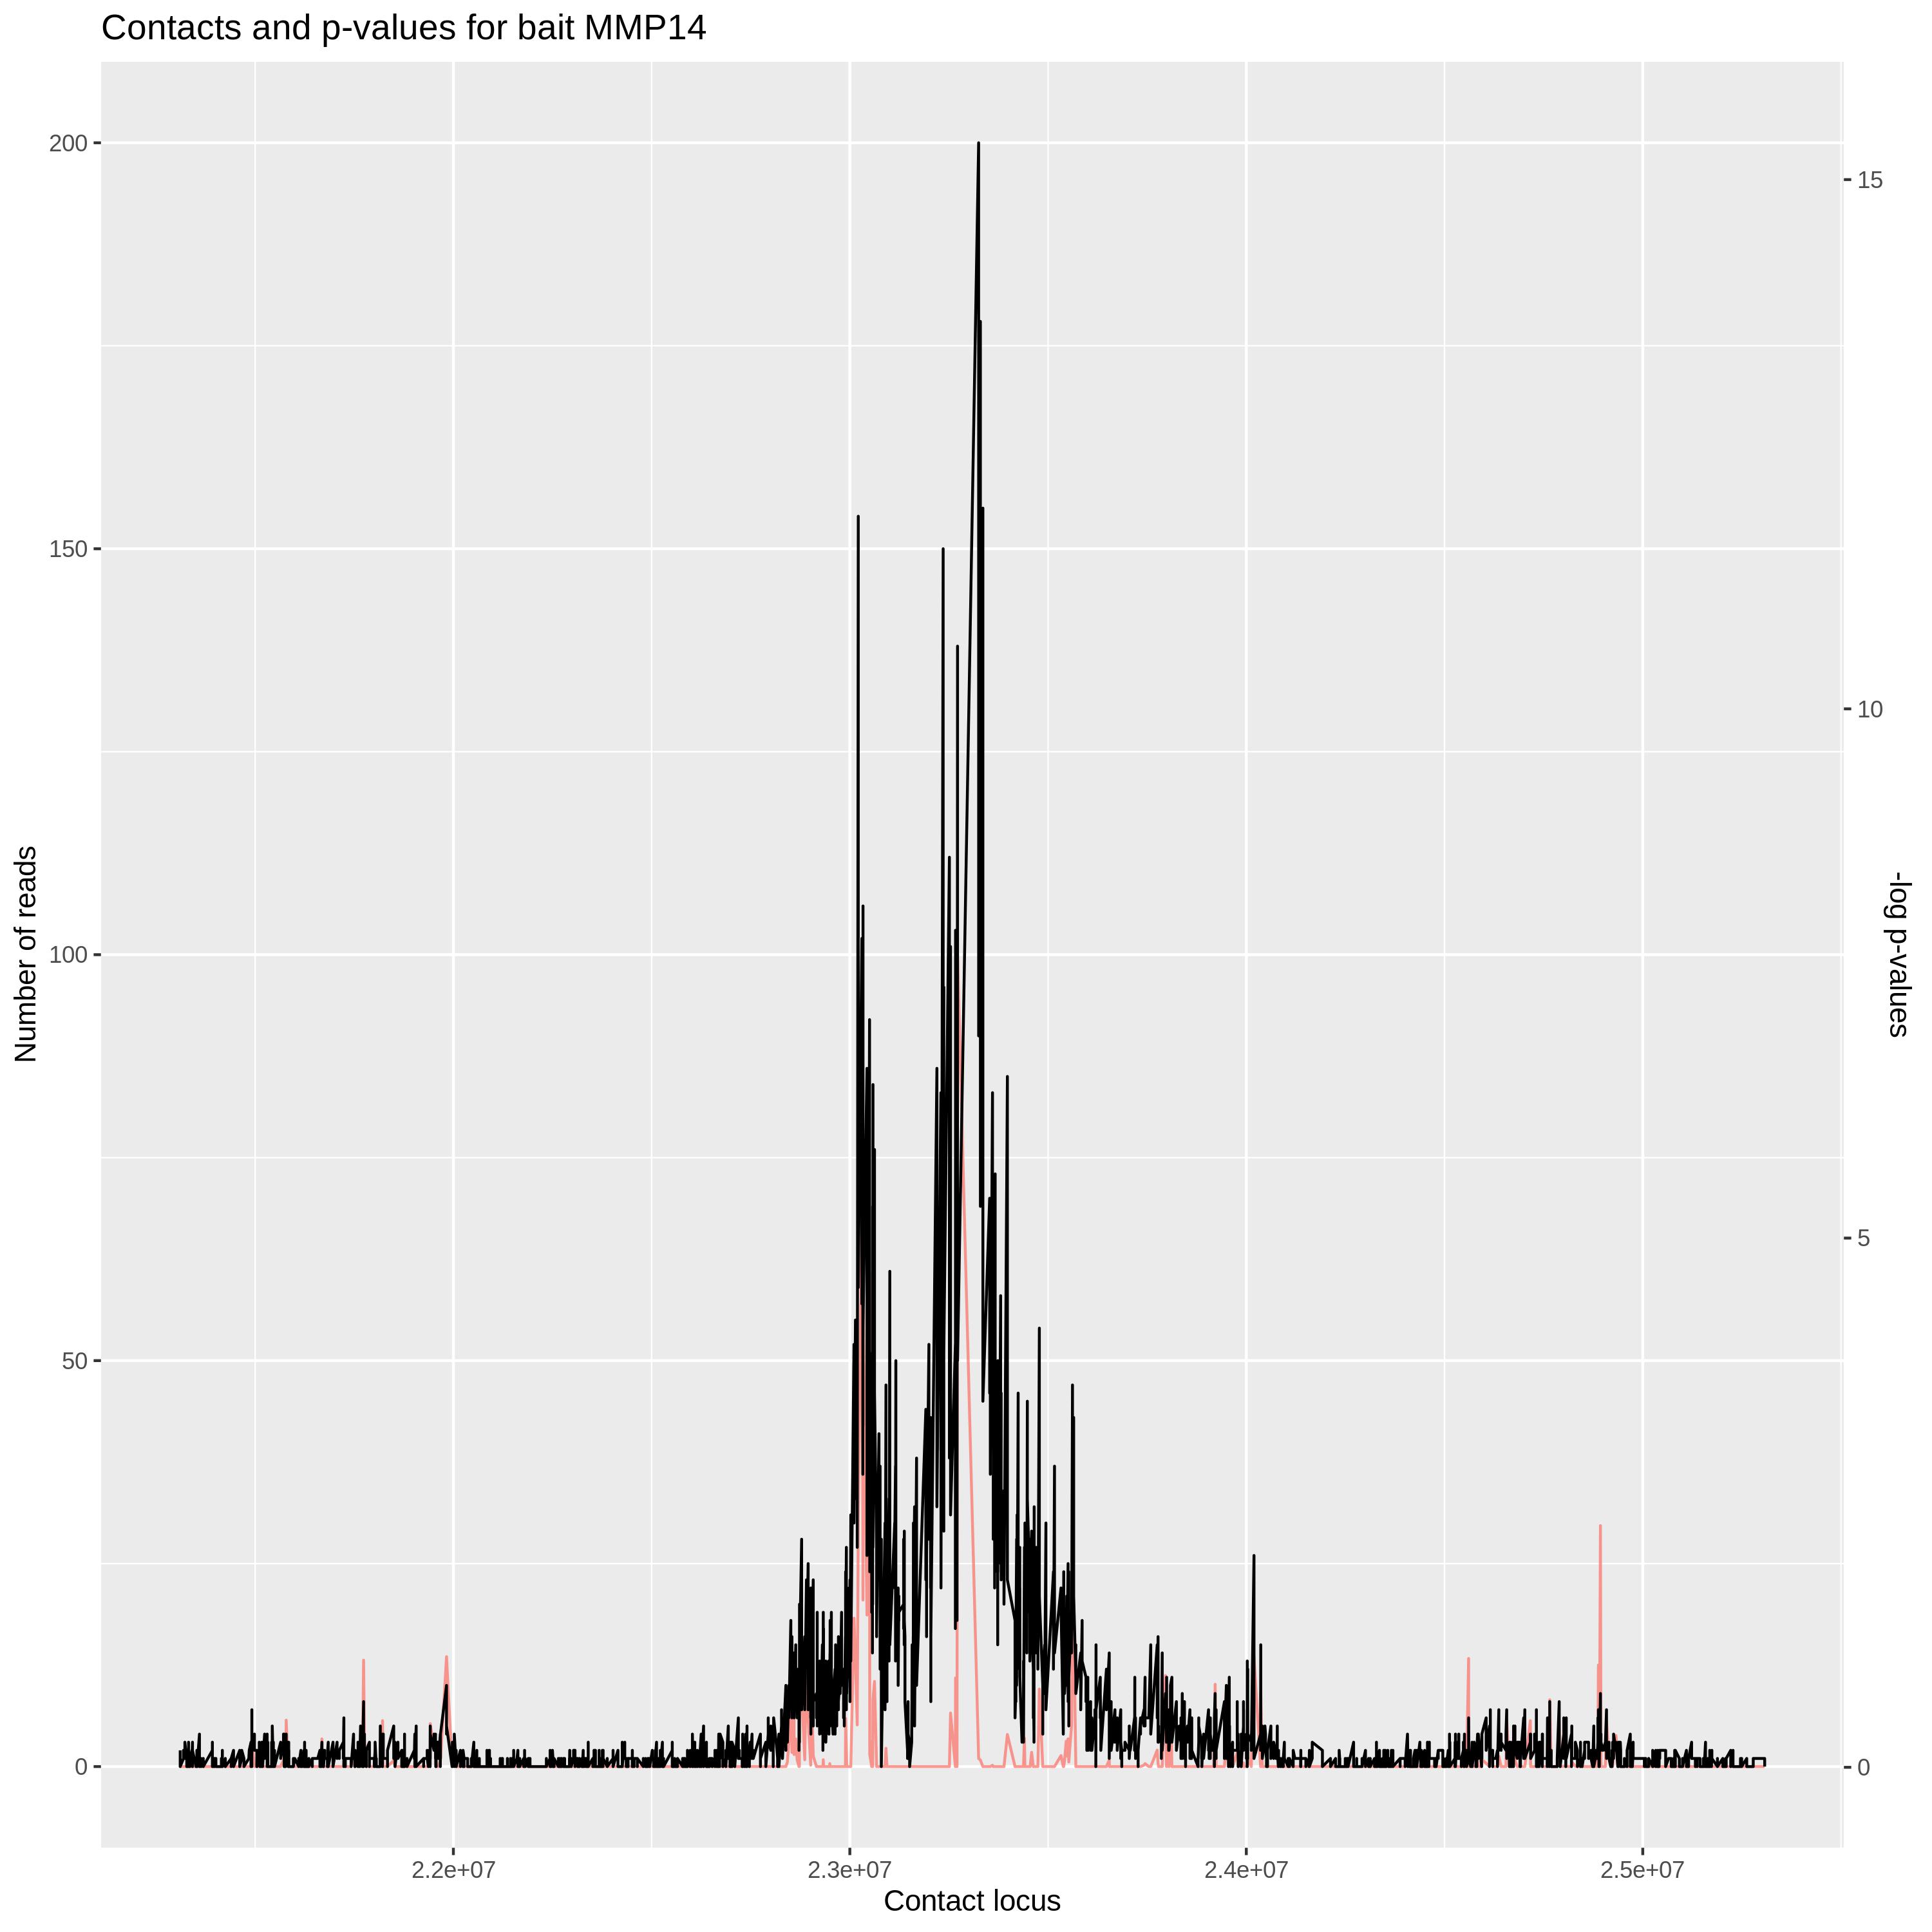 Contacts and p-values for bait MMP14
200
150
100
50
0
Number of reads
15
10
5
0
-log p-values
2.2e+07
2.3e+07
2.4e+07
2.5e+07
Contact locus